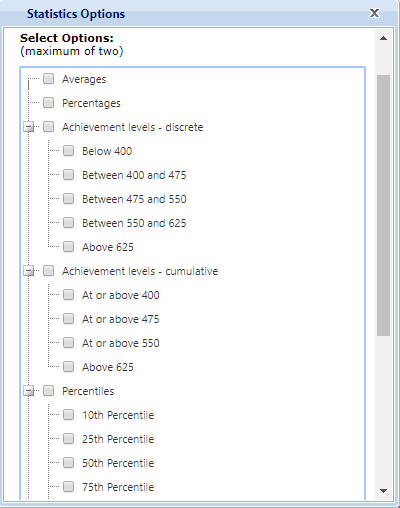 Statistics Options
Select Options:
(maximum of two)
Averages
Percentages
Achievement levels - discrete
Below 400
Between 400 and 475
Between 475 and 550
Between 550 and 625
Above 625
Achievement levels - cumulative
At or above 400
At or above 475
At or above 550
Above 625
Percentiles
10th Percentile
25th Percentile
50th Percentile
75th Percentile